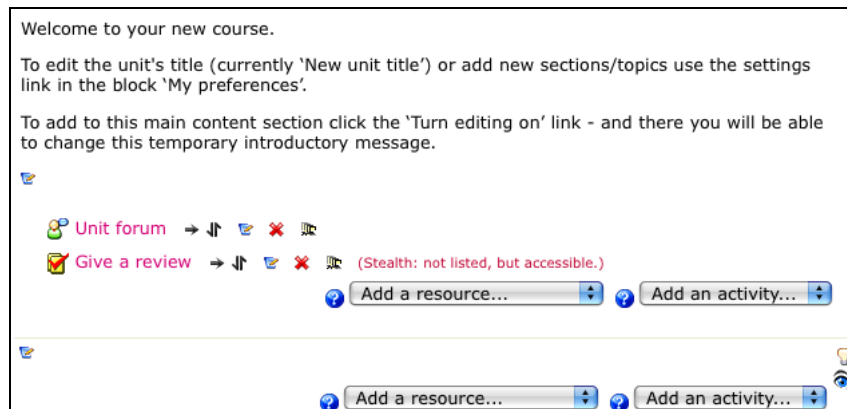 Welcome to your new course.
To edit the unit's title (currently ‘New unit title’) or add new sections/topics use the settings
link in the block ‘My preferences’.
To add to this main content section click the ‘Turn editing on’ link - and there you will be able
to change this temporary introductory message.
Unit forum
Give a review (Stealth: not listed, but accessible.)
Add a resource... Add an activity...
Add a resource... Add an activity...